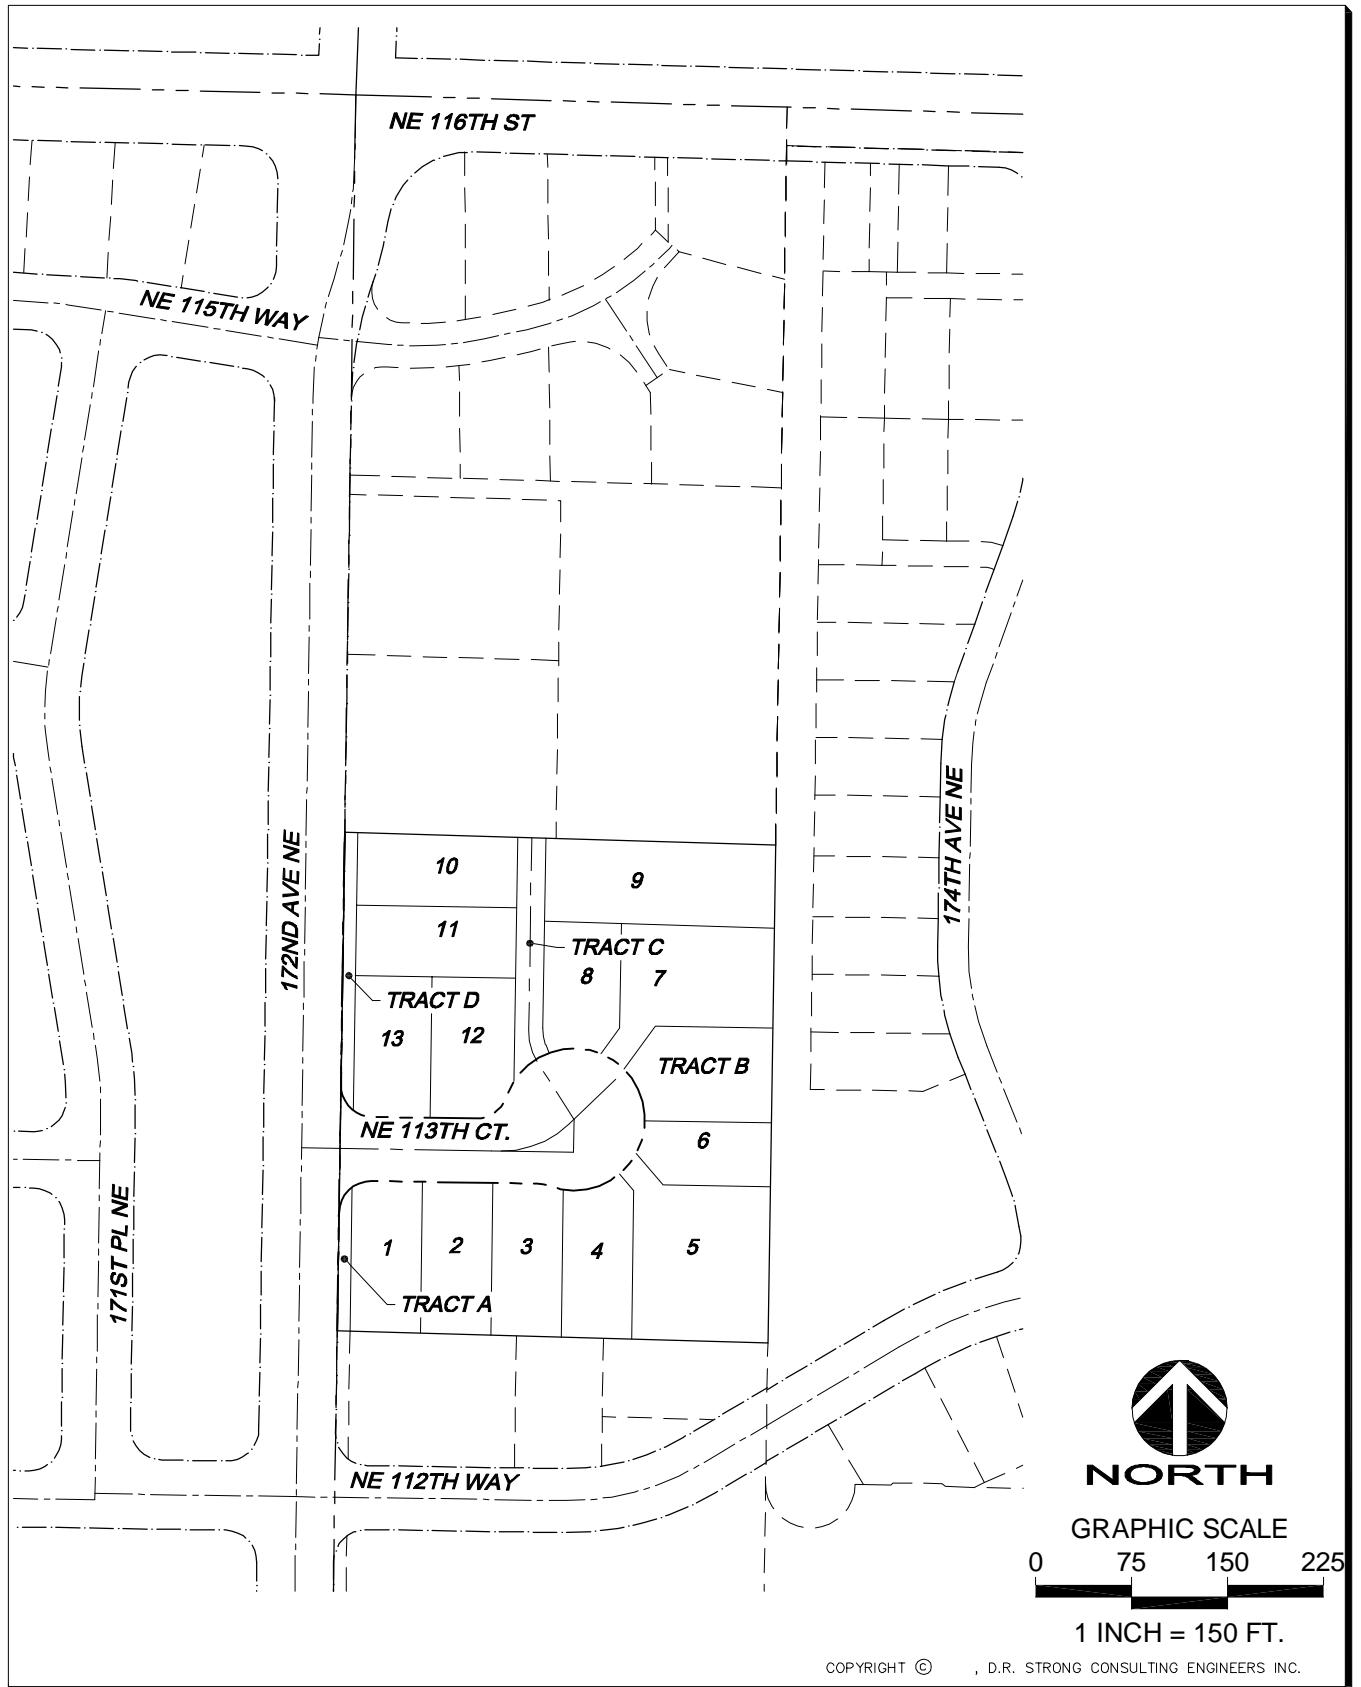 NE 116TH ST
NE 115TH WAY
172ND AVE NE
174TH AVE NE
10
9
11
TRACT C
8
7
TRACT D
13
12
TRACT B
NE 113TH CT.
6
171ST PL NE
1
2
3
4
5
TRACT A
NE 112TH WAY
NORTH
GRAPHIC SCALE
0 75 150 225
1 INCH = 150 FT.
COPYRIGHT © , D.R. STRONG CONSULTING ENGINEERS INC.